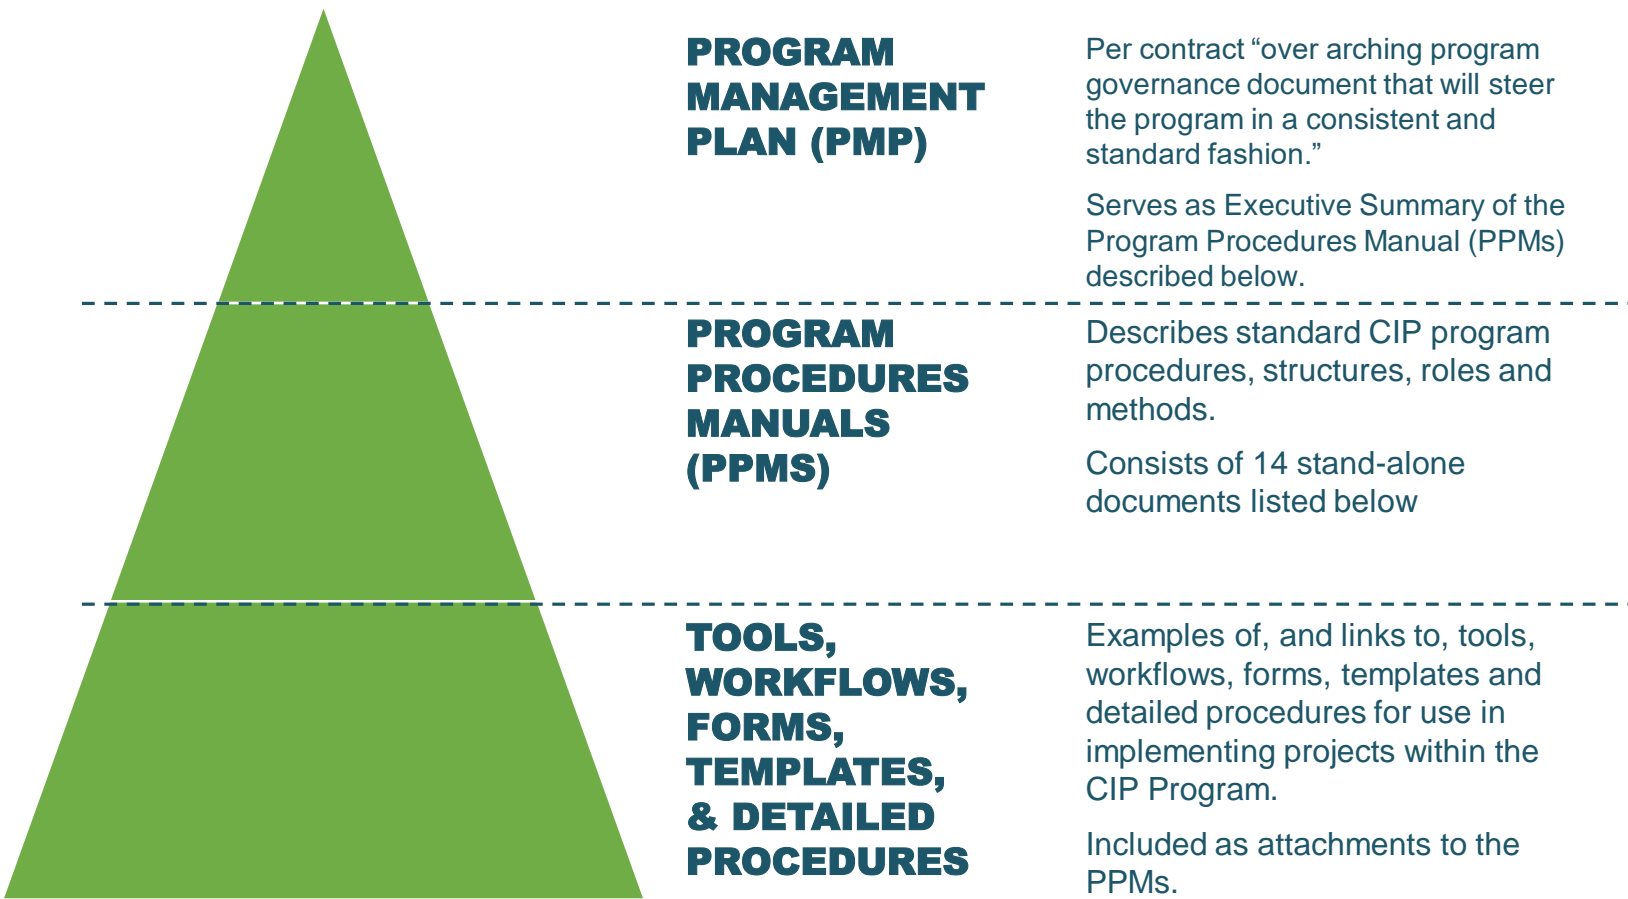 PROGRAM
MANAGEMENT
PLAN (PMP)
Per contract “over arching program
governance document that will steer
the program in a consistent and
standard fashion.”
Serves as Executive Summary of the
Program Procedures Manual (PPMs)
described below.
PROGRAM
PROCEDURES
MANUALS
(PPMS)
Describes standard CIP program
procedures, structures, roles and
methods.
Consists of 14 stand-alone
documents listed below
TOOLS,
WORKFLOWS,
FORMS,
TEMPLATES,
& DETAILED
PROCEDURES
Examples of, and links to, tools,
workflows, forms, templates and
detailed procedures for use in
implementing projects within the
CIP Program.
Included as attachments to the
PPMs.